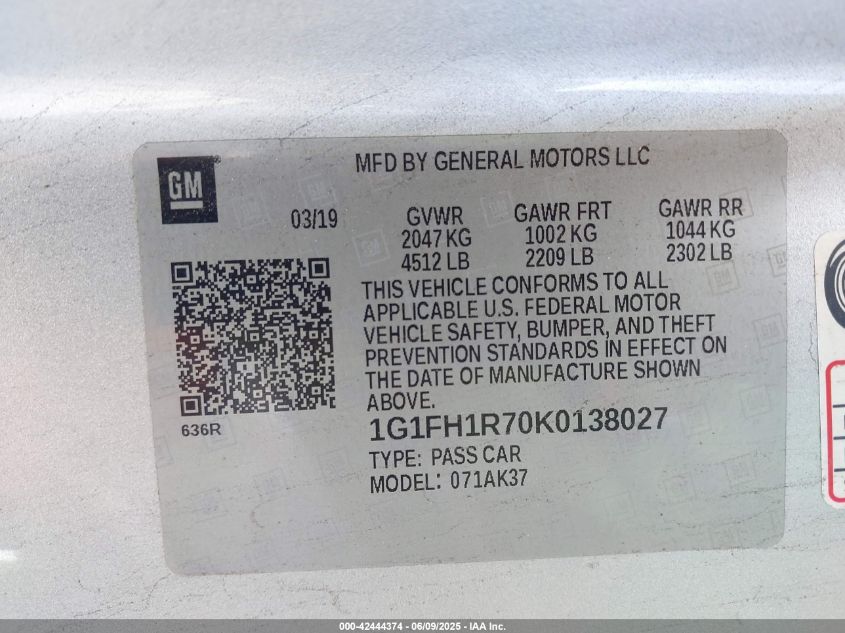 GM
®
MFD BY GENERAL MOTORS LLC
03/19
GVWR
2047 KG
4512 LB
GAWR FRT
1002 KG
2209 LB
GAWR RR
1044 KG
2302 LB
THIS VEHICLE CONFORMS TO ALL
APPLICABLE U.S. FEDERAL MOTOR
VEHICLE SAFETY, BUMPER, AND THEFT
PREVENTION STANDARDS IN EFFECT ON
THE DATE OF MANUFACTURE SHOWN
ABOVE.
636R
1G1FH1R70K0138027
TYPE: PASS CAR
MODEL: 071AK37
000-42444374 - 06/09/2025 - IAA Inc.